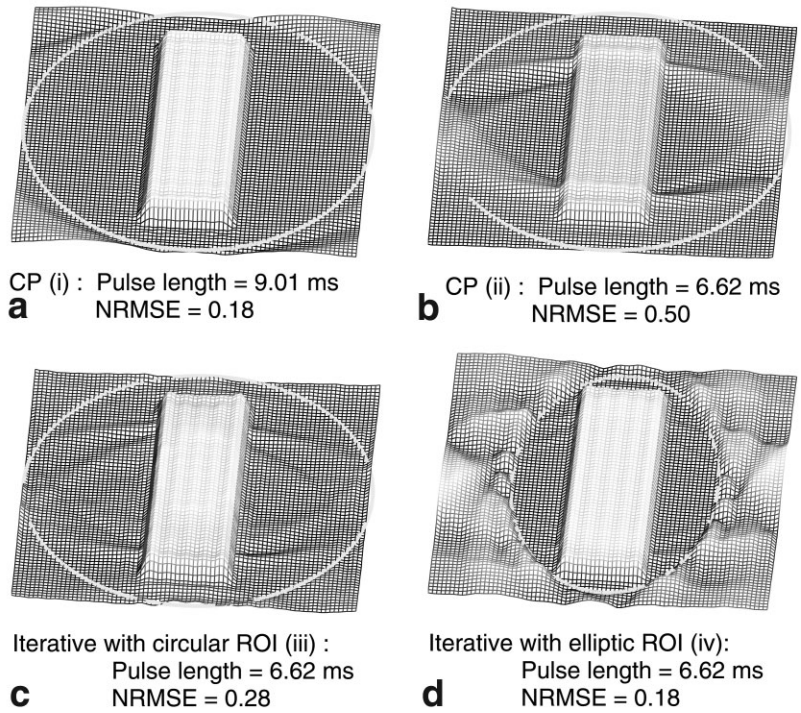 CP (i) : Pulse length = 9.01 ms
a NRMSE = 0.18
CP (ii) : Pulse length = 6.62 ms
b NRMSE = 0.50
Iterative with circular ROI (iii) :
Pulse length = 6.62 ms
c NRMSE = 0.28
Iterative with elliptic ROI (iv):
Pulse length = 6.62 ms
d NRMSE = 0.18